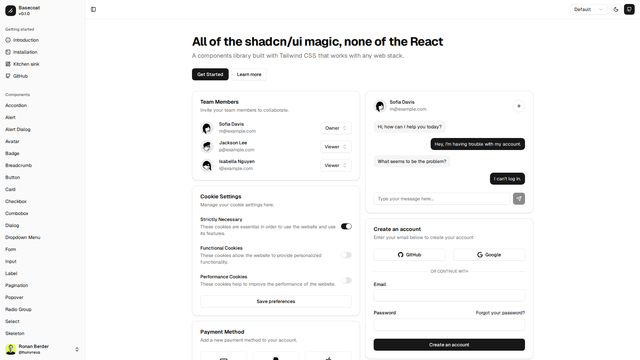 Basecoat
v0.1.0
Getting started
Introduction
Installation
Kitchen sink
GitHub
Components
Accordion
Alert
Alert Dialog
Avatar
Badge
Breadcrumb
Button
Card
Checkbox
Combobox
Dialog
Dropdown Menu
Form
Input
Label
Pagination
Popover
Radio Group
Select
Skeleton
Ronan Berder
@hunvreus
Default
All of the shadcn/ui magic, none of the React
A components library built with Tailwind CSS that works with any web stack.
Get Started
Learn more
Team Members
Invite your team members to collaborate.
Sofia Davis
m@example.com
Owner
Jackson Lee
p@example.com
Viewer
Isabella Nguyen
i@example.com
Viewer
Cookie Settings
Manage your cookie settings here.
Strictly Necessary
These cookies are essential in order to use the website and use
its features.
Functional Cookies
These cookies allow the website to provide personalized
functionality.
Performance Cookies
These cookies help to improve the performance of the website.
Save preferences
Payment Method
Add a new payment method to your account.
Sofia Davis
m@example.com
Hi, how can I help you today?
Hey, I'm having trouble with my account.
What seems to be the problem?
I can't log in.
Type your message here...
Create an account
Enter your email below to create your account
GitHub
Google
OR CONTINUE WITH
Email
Password
Forgot your password?
Create an account